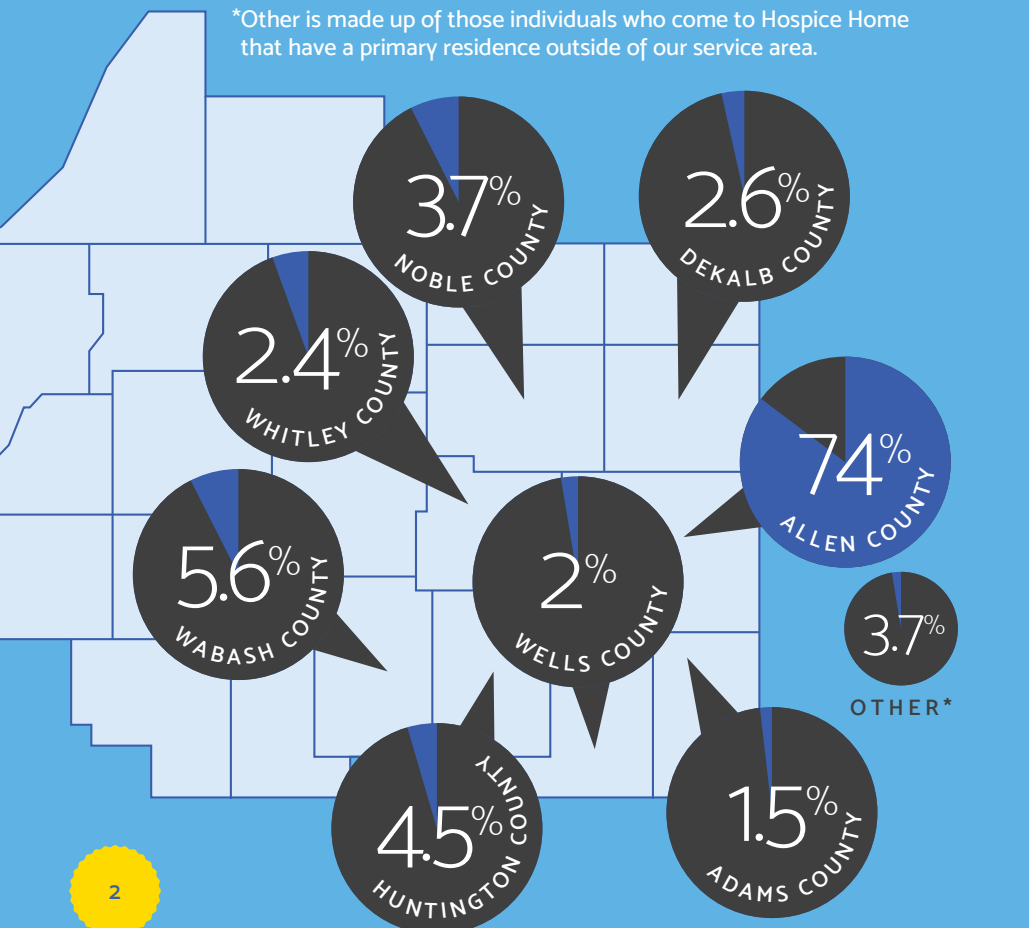 *Other is made up of those individuals who come to Hospice Home
that have a primary residence outside of our service area.
3.7%
NOBLE COUNTY
2.6%
DEKALB COUNTY
2.4%
WHITLEY COUNTY
74%
ALLEN COUNTY
5.6%
WABASH COUNTY
2%
WELLS COUNTY
3.7%
OTHER*
4.5%
HUNTINGTON COUNTY
1.5%
ADAMS COUNTY
2